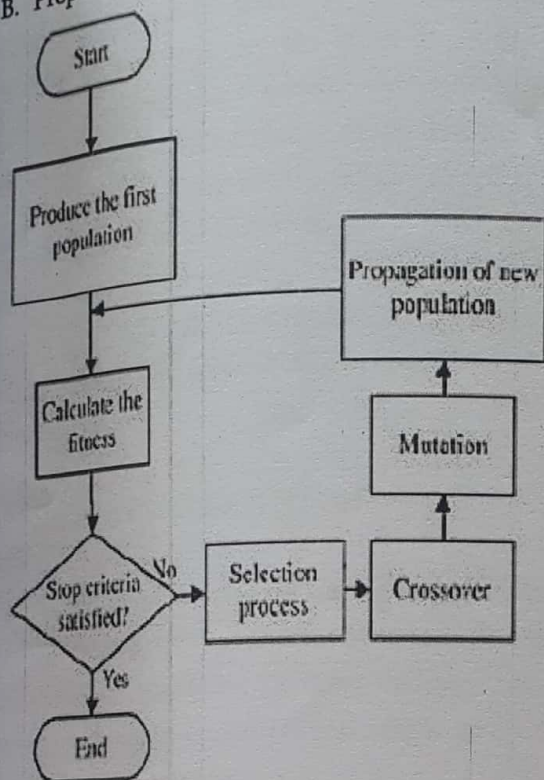 B.
Start
Produce the first
population
Propagation of new
population
Calculate the
fitness
Mutation
Stop criteria
satisfied?
No
Selection
process
Crossover
Yes
End